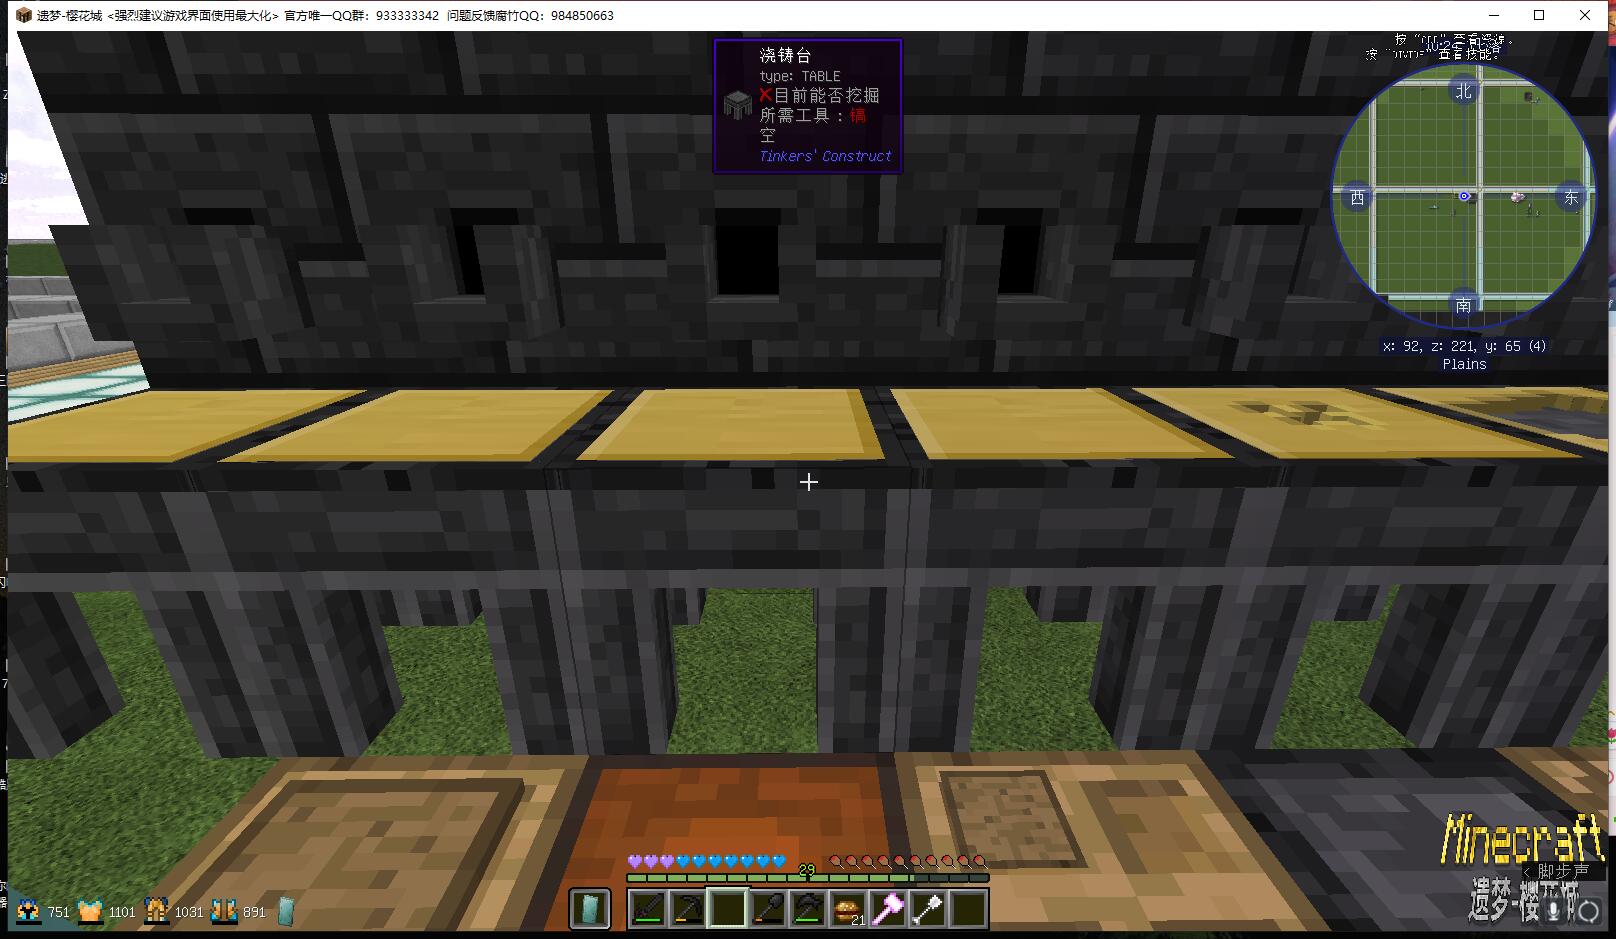 遗梦-樱花城 <强烈建议游戏界面使用最大化> 官方唯一QQ群: 933333342 问题反馈腐竹QQ: 984850663
浇铸台
type: TABLE
✕目前能否挖掘
所需工具:镐
空
Tinkers' Construct
查看技能。
北
西
东
南
x: 92, z: 221, y: 65 (4)
Plains
29
21
751
1101
1031
891
Minecraft
< 脚步声
遗梦-樱花城